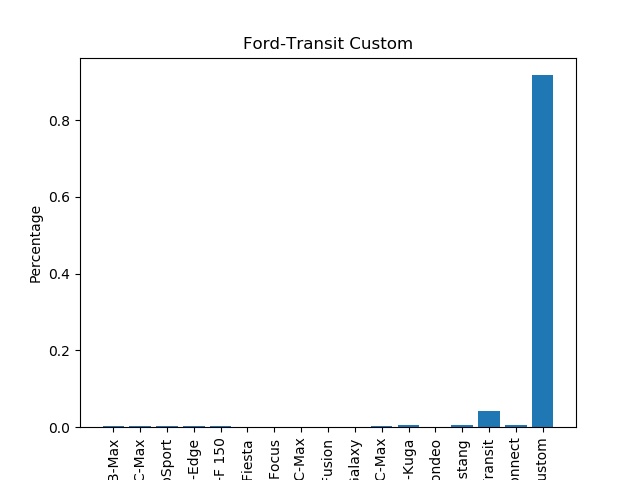 Ford-Transit Custom
Percentage
0.8
0.6
0.4
0.2
0.0
B-Max
C-Max
oSport
-Edge
-F 150
Fiesta
Focus
C-Max
Fusion
Galaxy
C-Max
-Kuga
ondeo
stang
ransit
onnect
ustom